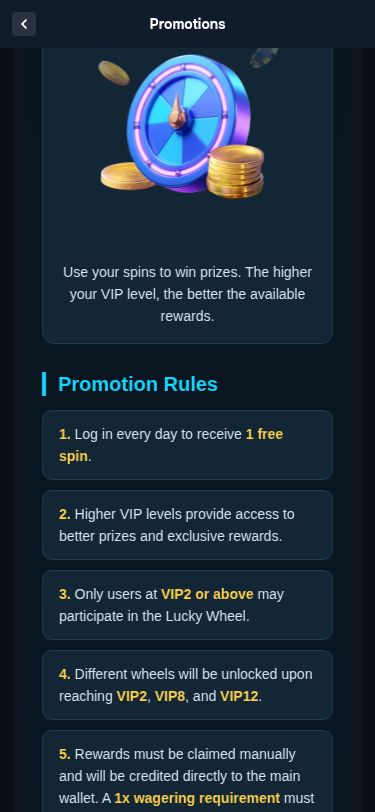 Promotions
Use your spins to win prizes. The higher
your VIP level, the better the available
rewards.
Promotion Rules
1. Log in every day to receive 1 free
spin.
2. Higher VIP levels provide access to
better prizes and exclusive rewards.
3. Only users at VIP2 or above may
participate in the Lucky Wheel.
4. Different wheels will be unlocked upon
reaching VIP2, VIP8, and VIP12.
5. Rewards must be claimed manually
and will be credited directly to the main
wallet. A 1x wagering requirement must